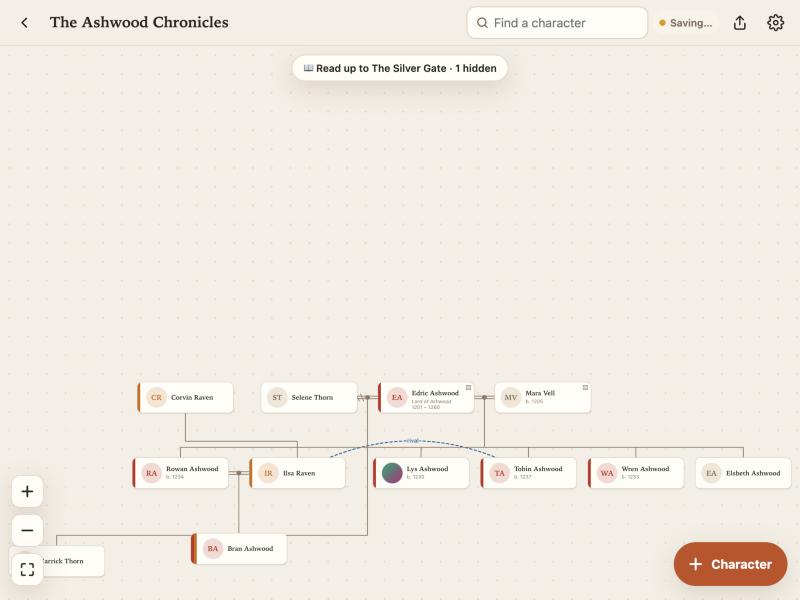 The Ashwood Chronicles
Find a character
Saving...
Read up to The Silver Gate · 1 hidden
CR
Corvin Raven
ST
Selene Thorn
EA
Edric Ashwood
Lord of Ashwood
1201 – 1260
MV
Mara Vell
b. 1205
rival
RA
Rowan Ashwood
b. 1234
IR
Ilsa Raven
Lys Ashwood
b. 1230
TA
Tobin Ashwood
b. 1237
WA
Wren Ashwood
b. 1233
EA
Elsbeth Ashwood
BA
Bran Ashwood
Thorn
Character